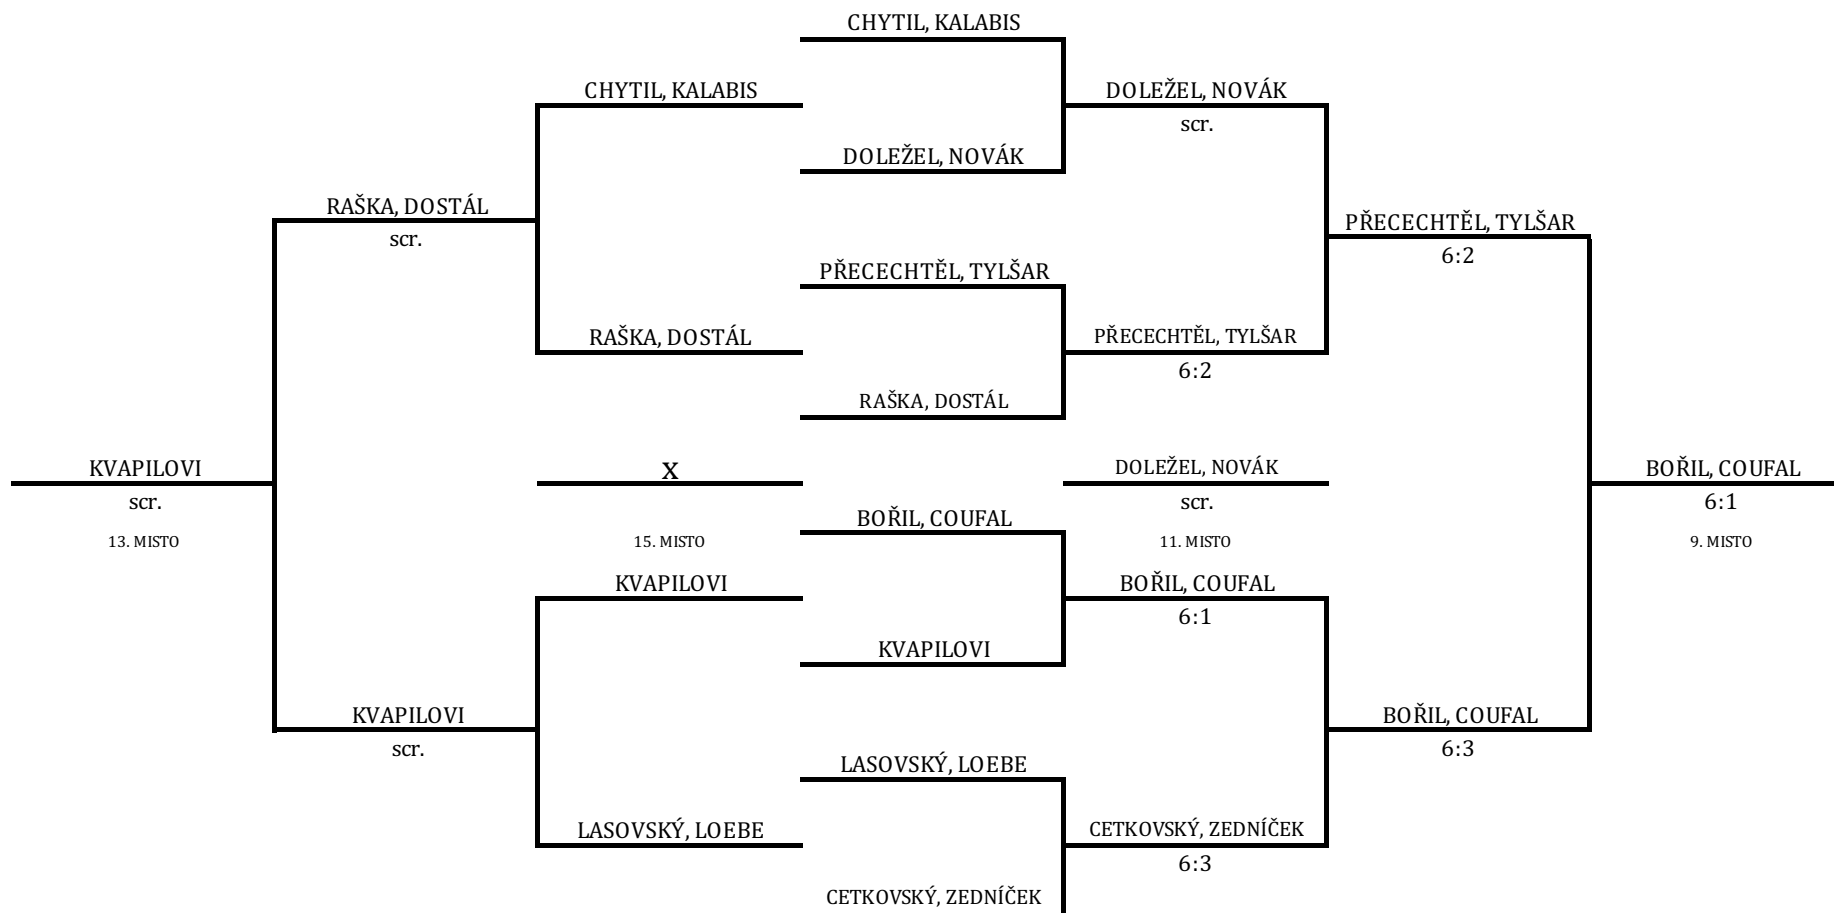 CHYTIL, KALABIS
CHYTIL, KALABIS
DOLEŽEL, NOVÁK
scr.
DOLEŽEL, NOVÁK
RAŠKA, DOSTÁL
scr.
PŘECECHTĚL, TYLŠAR
6:2
PŘECECHTĚL, TYLŠAR
RAŠKA, DOSTÁL
PŘECECHTĚL, TYLŠAR
6:2
RAŠKA, DOSTÁL
KVAPILOVI
scr.
13. MISTO
X
15. MISTO
DOLEŽEL, NOVÁK
scr.
11. MISTO
BOŘIL, COUFAL
6:1
9. MISTO
BOŘIL, COUFAL
KVAPILOVI
BOŘIL, COUFAL
6:1
KVAPILOVI
KVAPILOVI
scr.
BOŘIL, COUFAL
6:3
LASOVSKÝ, LOEBE
LASOVSKÝ, LOEBE
CETKOVSKÝ, ZEDNÍČEK
6:3
CETKOVSKÝ, ZEDNÍČEK